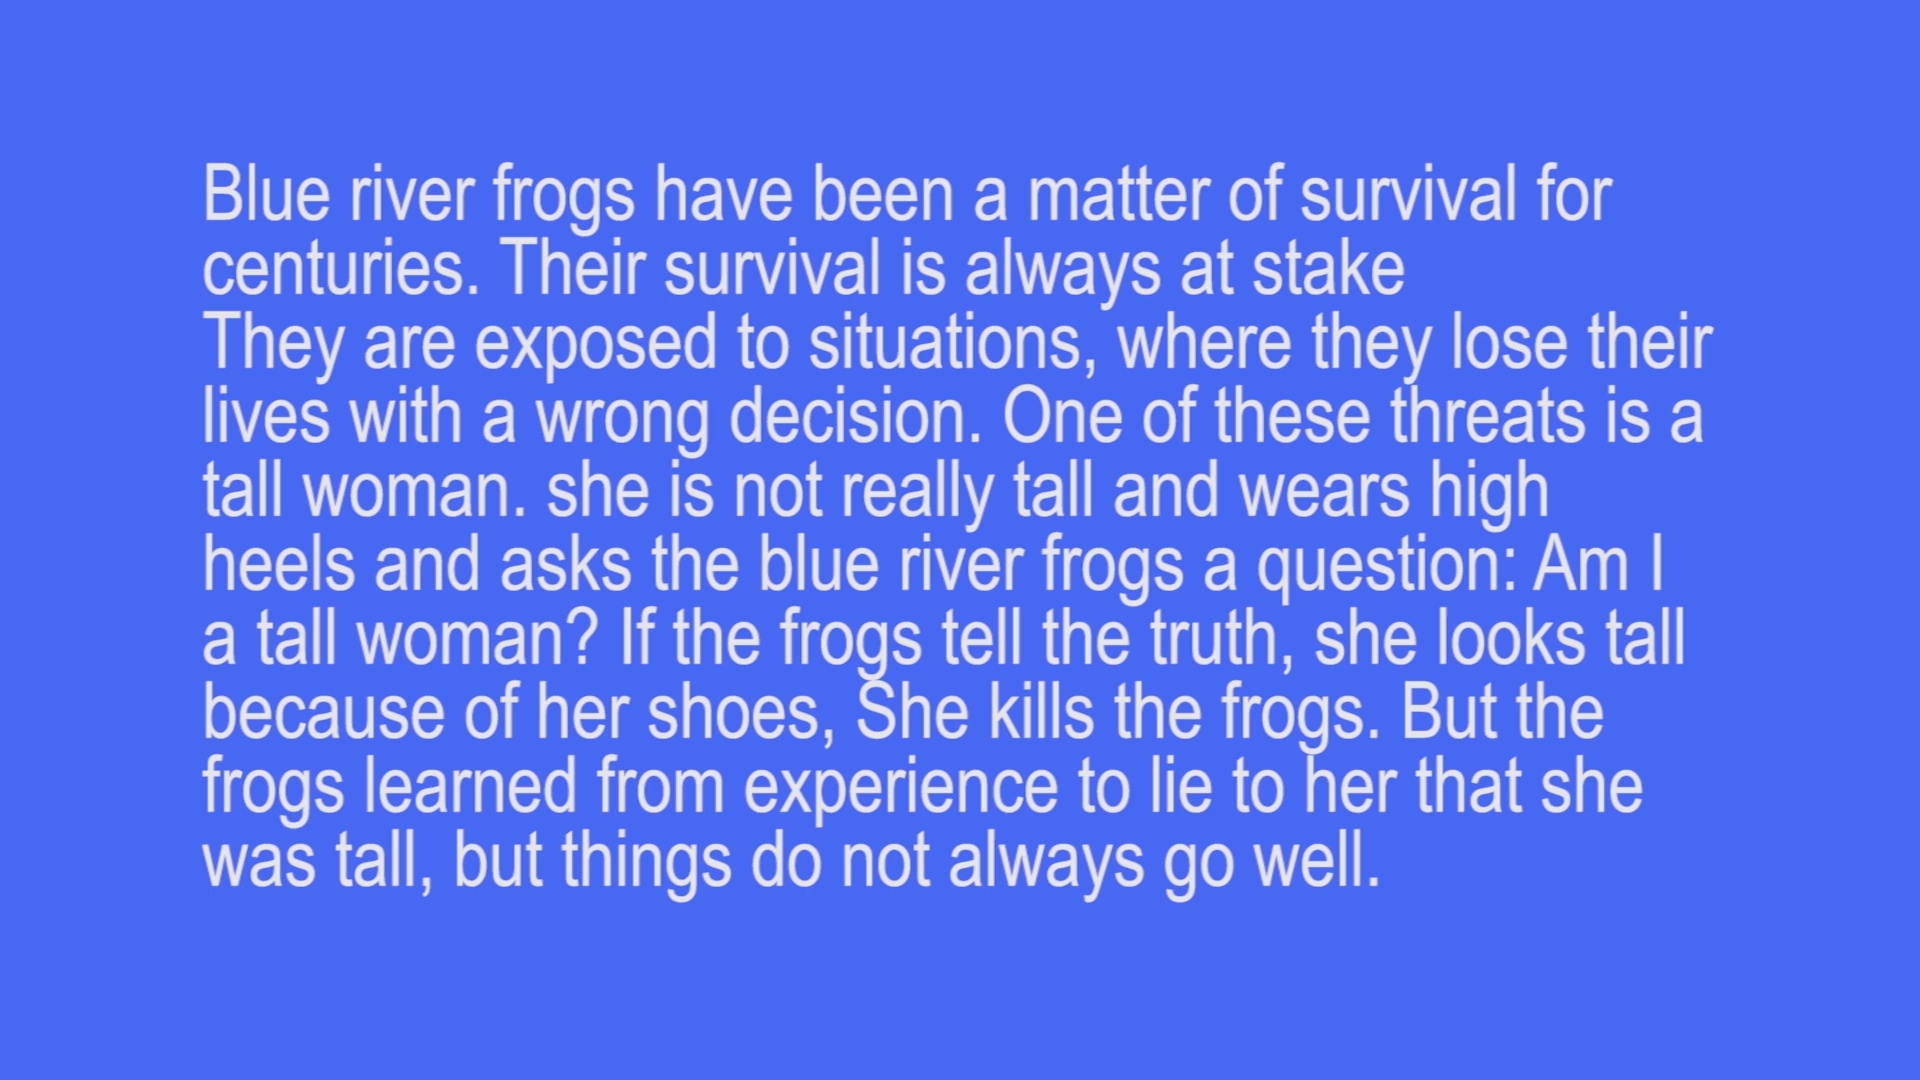 Blue river frogs have been a matter of survival for
centuries. Their survival is always at stake
They are exposed to situations, where they lose their
lives with a wrong decision. One of these threats is a
tall woman. she is not really tall and wears high
heels and asks the blue river frogs a question: Am I
a tall woman? If the frogs tell the truth, she looks tall
because of her shoes, She kills the frogs. But the
frogs learned from experience to lie to her that she
was tall, but things do not always go well.